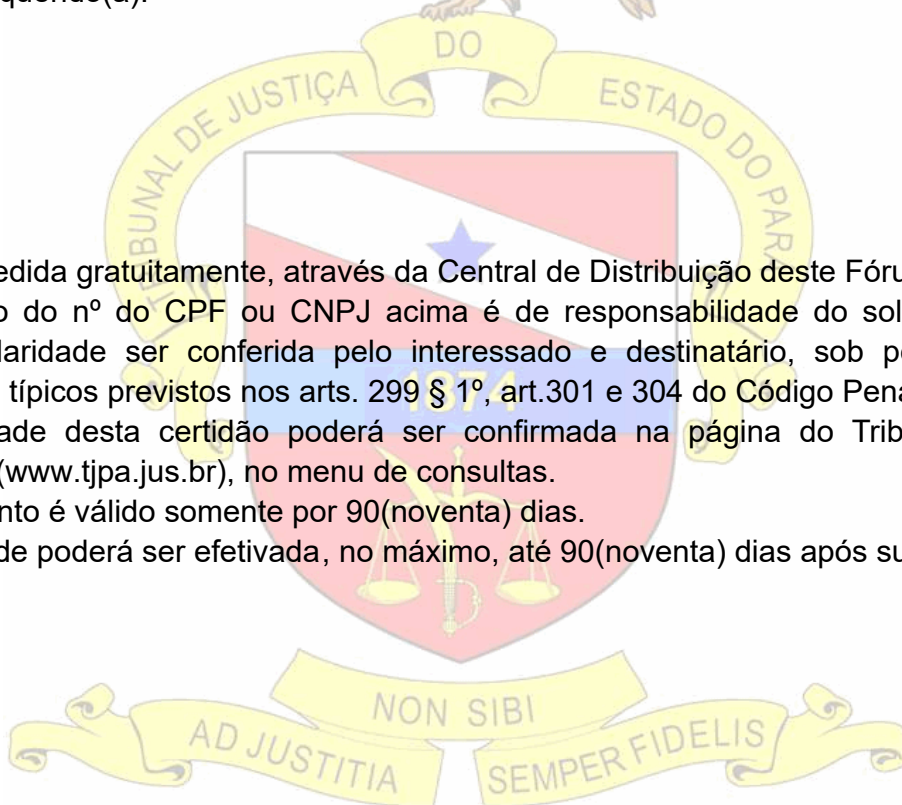 DO
TRIBUNAL DE JUSTIÇA
ESTADO DO PARÁ
edida gratuitamente, através da Central de Distribuição deste Fóru
o do nº do CPF ou CNPJ acima é de responsabilidade do sol
laridade ser conferida pelo interessado e destinatário, sob p
típicos previstos nos arts. 299 § 1º, art.301 e 304 do Código Pena
1874
ade desta certidão poderá ser confirmada na página do Trib
(www.tjpa.jus.br), no menu de consultas.
nto é válido somente por 90(noventa) dias.
de poderá ser efetivada, no máximo, até 90(noventa) dias após su
NON SIBI
AD JUSTITIA
SEMPER FIDELIS